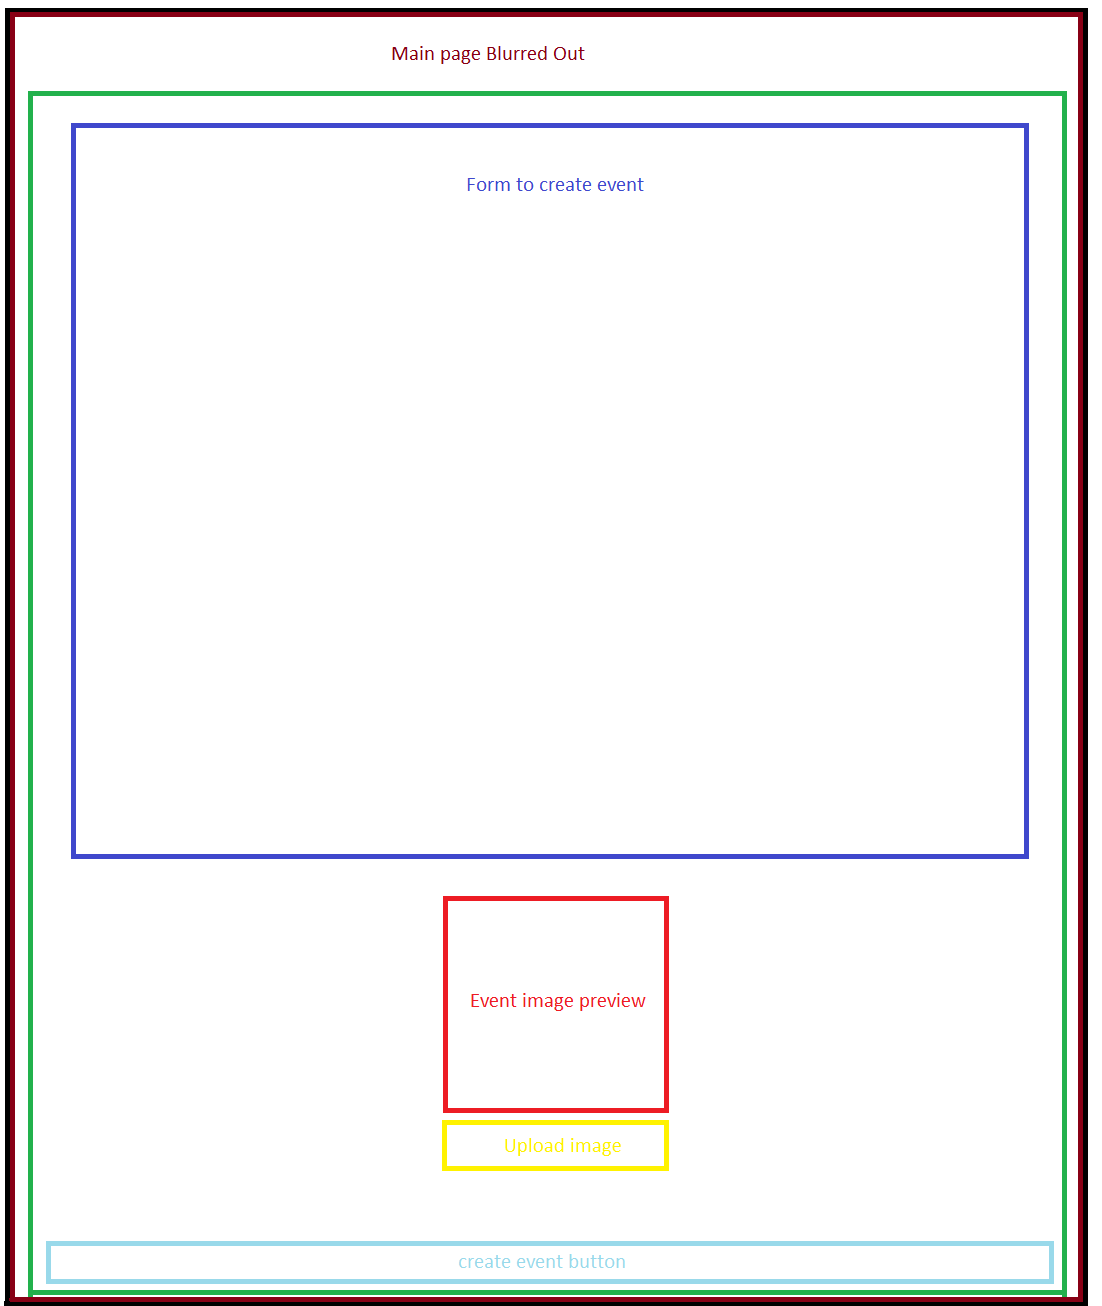 Main page Blurred Out
Form to create event
Event image preview
Upload image
create event button